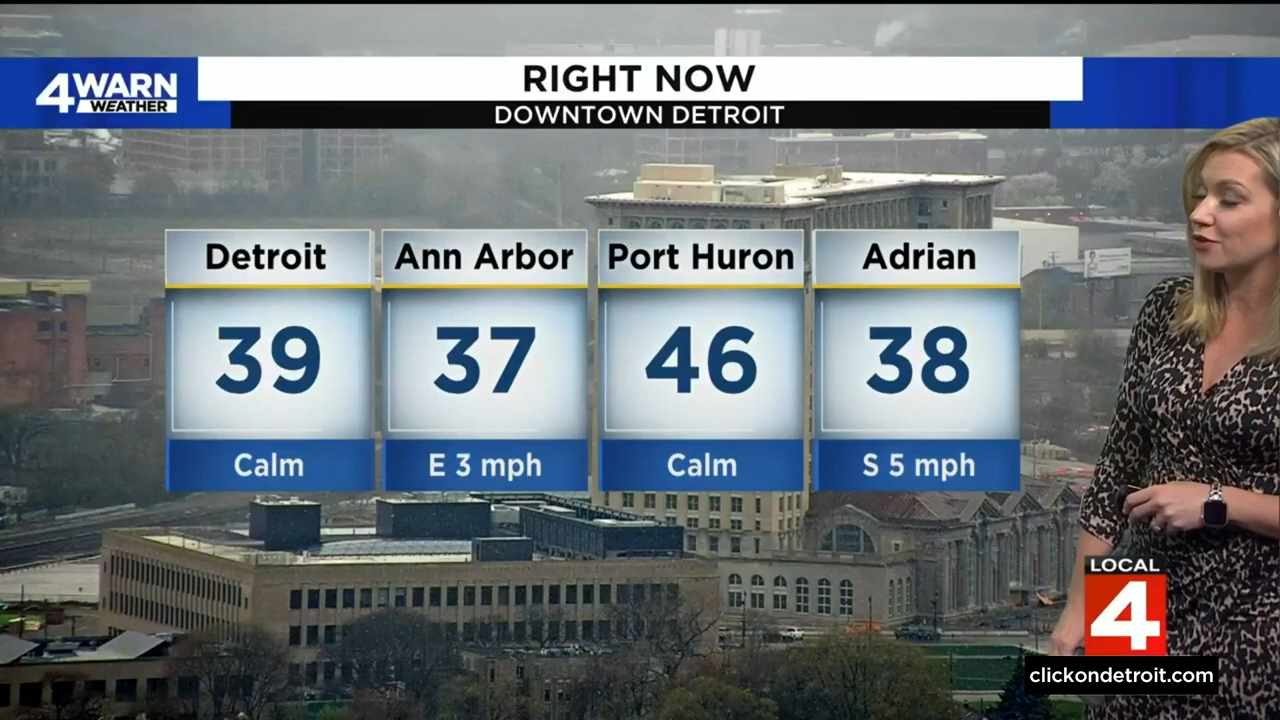 4WARN
WEATHER
RIGHT NOW
DOWNTOWN DETROIT
Detroit
39
Calm
Ann Arbor
37
E 3 mph
Port Huron
46
Calm
Adrian
38
S 5 mph
LOCAL
4
clickondetroit.com